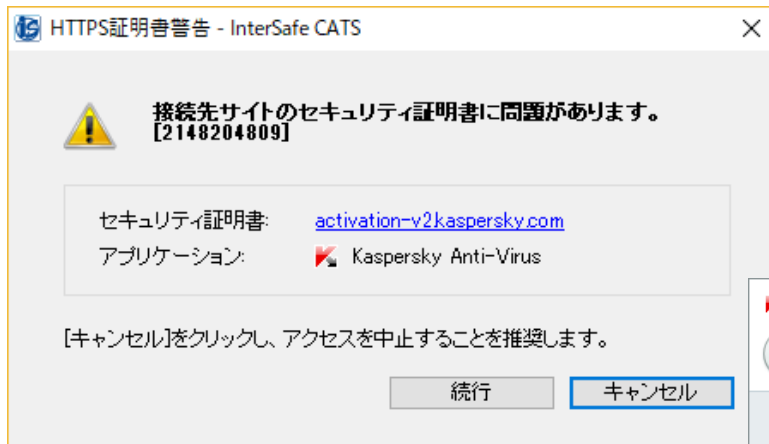 HTTPS証明書警告 - InterSafe CATS
接続先サイトのセキュリティ証明書に問題があります。
[2148204809]
セキュリティ証明書: activation-v2.kaspersky.com
アプリケーション: Kaspersky Anti-Virus
[キャンセル]をクリックし、アクセスを中止することを推奨します。
続行 キャンセル